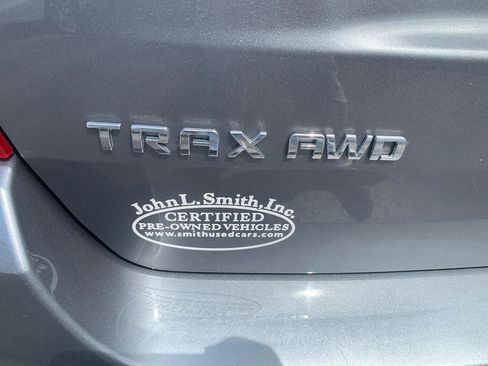 TRAX AWD
John L. Smith, Inc.
CERTIFIED
PRE-OWNED VEHICLES
www.smithusedcars.com